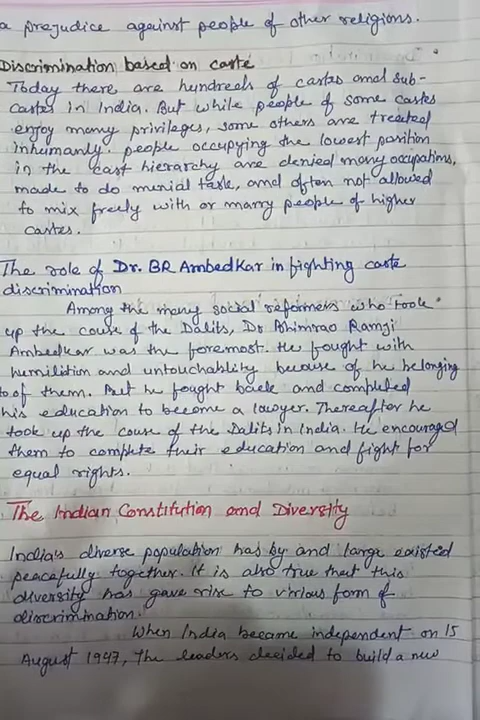 a prejudice against people of other religions.
Discrimination based on caste
Today there are hundreds of castes and sub-
castes in India. But while people of some castes
enjoy many privileges, some others are treated
inhumanly. people occupying the lowest position
in the cast hierarchy are denied many occupations,
made to do menial task, and often not allowed
to mix freely with or marry people of higher
castes.
The role of Dr. BR Ambedkar in fighting caste
discrimination
Among the many social reformers who took
up the couse of the Dalits, Dr Bhimrao Ramji
Ambedkar was the foremost. He fought with
humilition and untouchablity because of he belonging
to of them. But he fought back and completed
his education to become a lawyer. Thereafter he
took up the couse of the Dalits in India. He encouraged
them to complete their education and fight for
equal rights.
The Indian Constitution and Diversity
India's diverse population has by and large existed
peacefully together. It is also true that this
diversity has gave rise to virious form of
discrimination.
When India became independent on 15
August 1947, The leaders decided to build a new